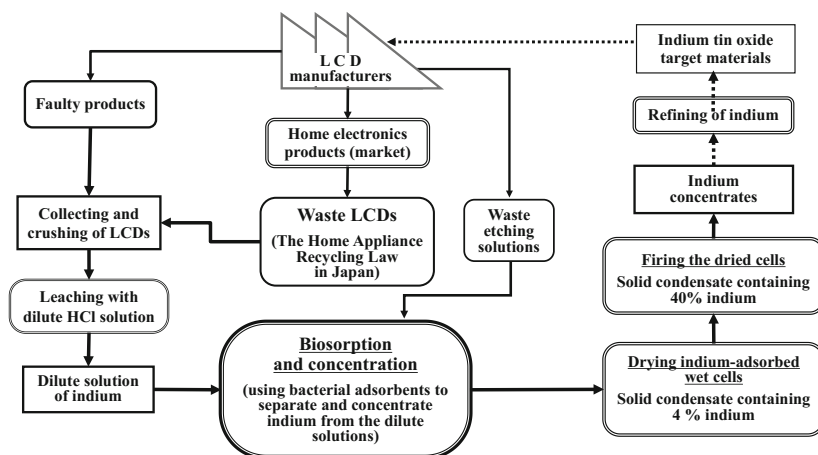 L C D
manufacturers
Indium tin oxide
target materials
Faulty products
Home electronics
products (market)
Refining of indium
Collecting and
crushing of LCDs
Waste LCDs
(The Home Appliance
Recycling Law
in Japan)
Waste
etching
solutions
Indium
concentrates
Firing the dried cells
Solid condensate containing
40% indium
Leaching with
dilute HCl solution
Biosorption
and concentration
(using bacterial adsorbents to
separate and concentrate
indium from the dilute
solutions)
Dilute solution
of indium
Drying indium-adsorbed
wet cells
Solid condensate containing
4 % indium